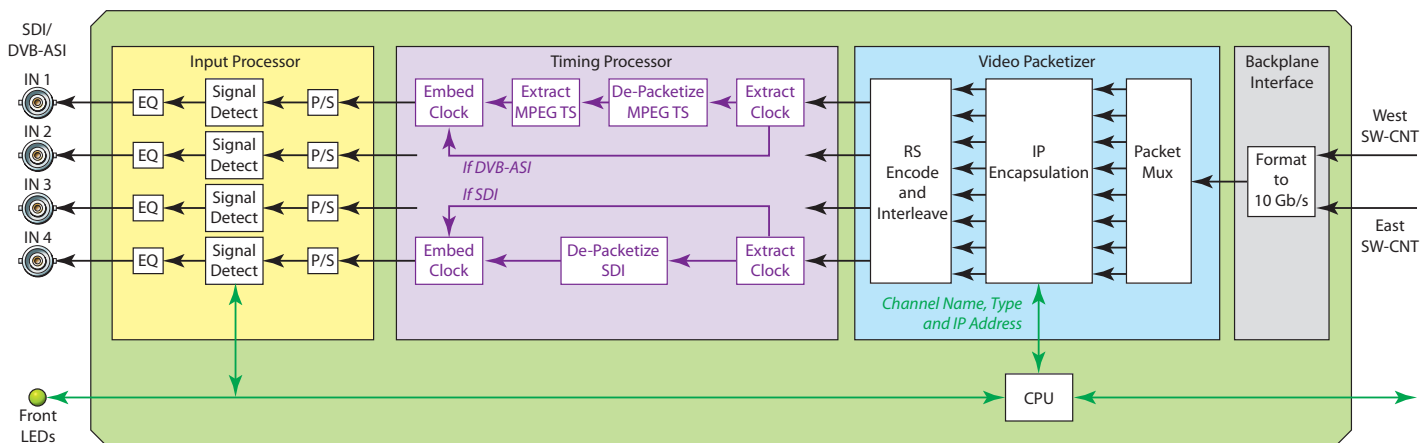 SDI/
DVB-ASI
IN 1
IN 2
IN 3
IN 4
Input Processor
EQ
Signal
Detect
P/S
EQ
Signal
Detect
P/S
EQ
Signal
Detect
P/S
EQ
Signal
Detect
P/S
Timing Processor
Embed
Clock
Extract
MPEG TS
De-Packetize
MPEG TS
Extract
Clock
If DVB-ASI
If SDI
Embed
Clock
De-Packetize
SDI
Extract
Clock
Video Packetizer
RS
Encode
and
Interleave
IP
Encapsulation
Packet
Mux
Channel Name, Type
and IP Address
Backplane
Interface
Format
to
10 Gb/s
West
SW-CNT
East
SW-CNT
CPU
Front
LEDs